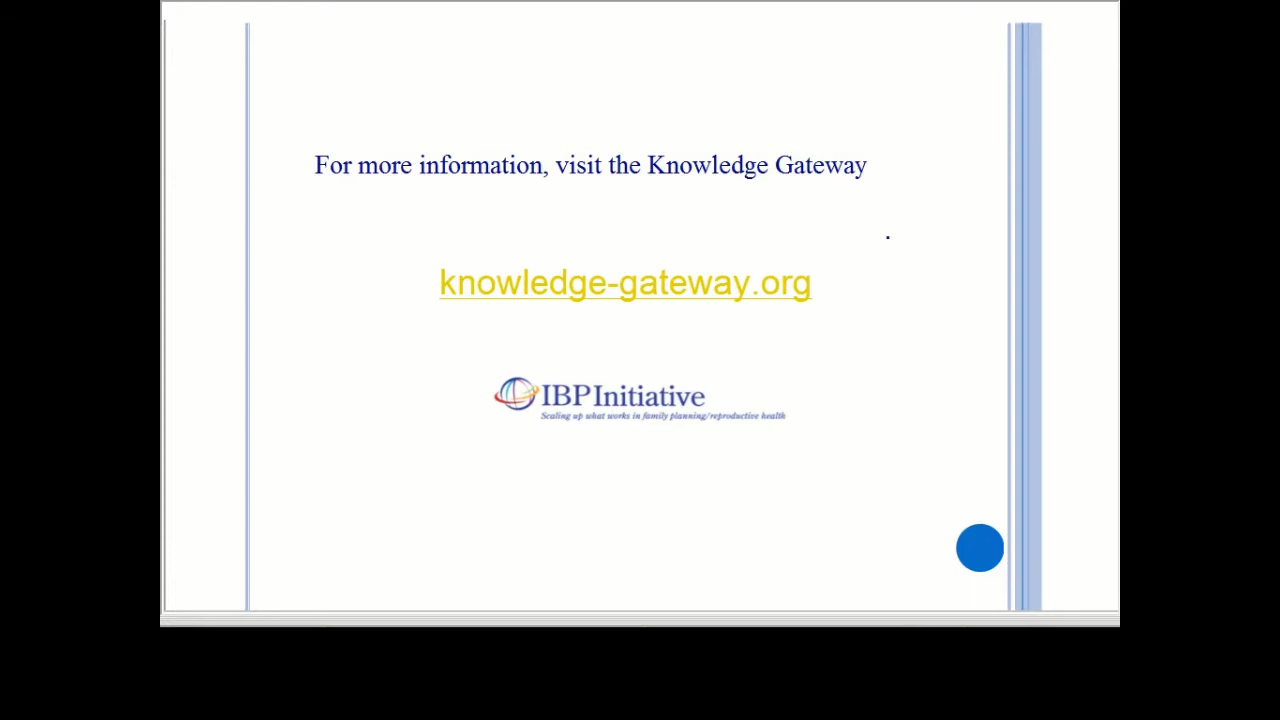 For more information, visit the Knowledge Gateway
.
knowledge-gateway.org
IBPInitiative
Scaling up what works in family planning/reproductive health